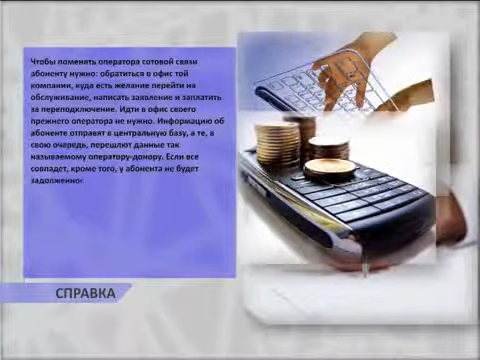 Чтобы поменять оператора сотовой связи
абоненту нужно: обратиться в офис той
компании, куда есть желание перейти на
обслуживание, написать заявление и заплатить
за переподключение. Идти в офис своего
прежнего оператора не нужно. Информацию об
абоненте отправят в центральную базу, а те, в
свою очередь, перешлют данные так
называемому оператору-донору. Если все
совпадет, кроме того, у абонента не будет
задолженнос
СПРАВКА